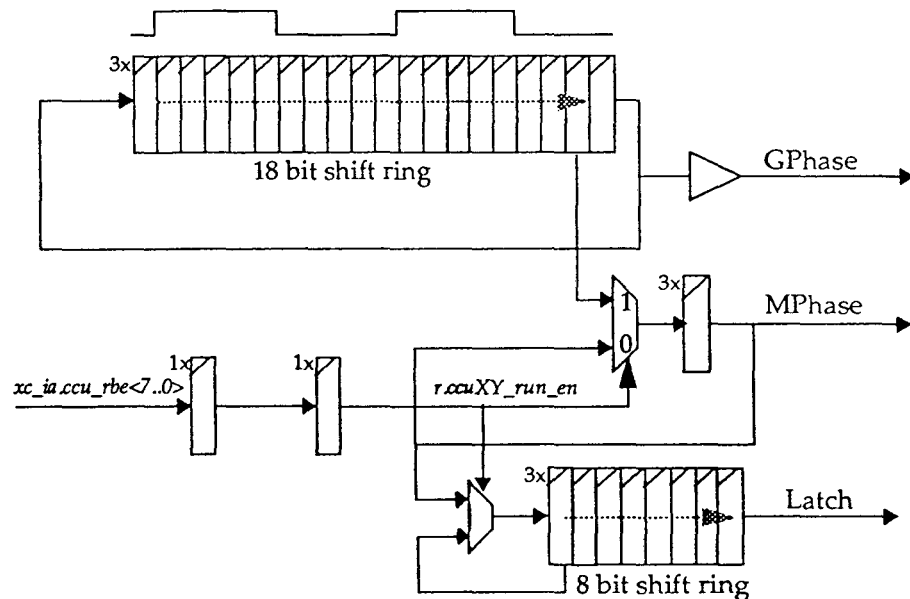 3x
18 bit shift ring
GPhase
3x
1
0
MPhase
1x
1x
xc_ia.ccu_rbe<7..0>
r.ccuXY_run_en
3x
Latch
8 bit shift ring